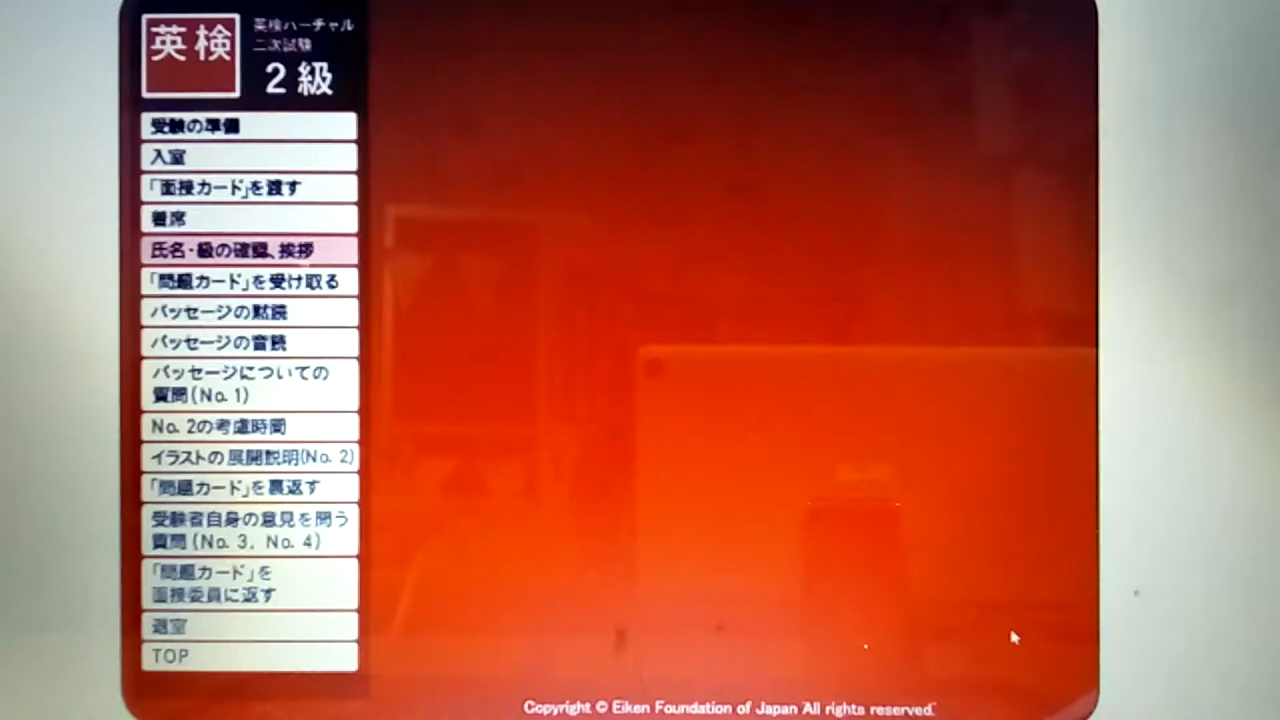 英検
英検バーチャル
二次試験
2級
受験の準備
入室
「面接カード」を渡す
着席
氏名・級の確認、挨拶
「問題カード」を受け取る
パッセージの黙読
パッセージの音読
パッセージについての
質問(No. 1)
No. 2の考慮時間
イラストの展開説明(No. 2)
「問題カード」を裏返す
受験者自身の意見を問う
質問(No. 3, No. 4)
「問題カード」を
面接委員に返す
退室
TOP
Copyright © Eiken Foundation of Japan All rights reserved.